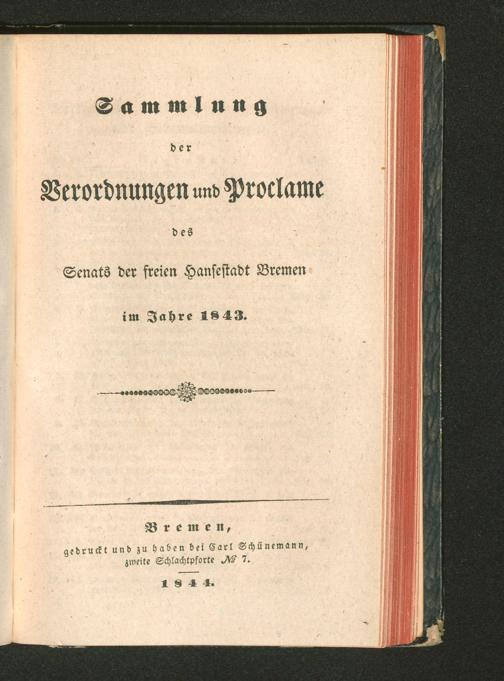 Sammlung
der
Verordnungen und Proclame
des
Senats der freien Hansestadt Bremen
im Jahre 1843.
Bremen,
gedruckt und zu haben bei Carl Schünemann,
zweite Schlachtpforte № 7.
1844.